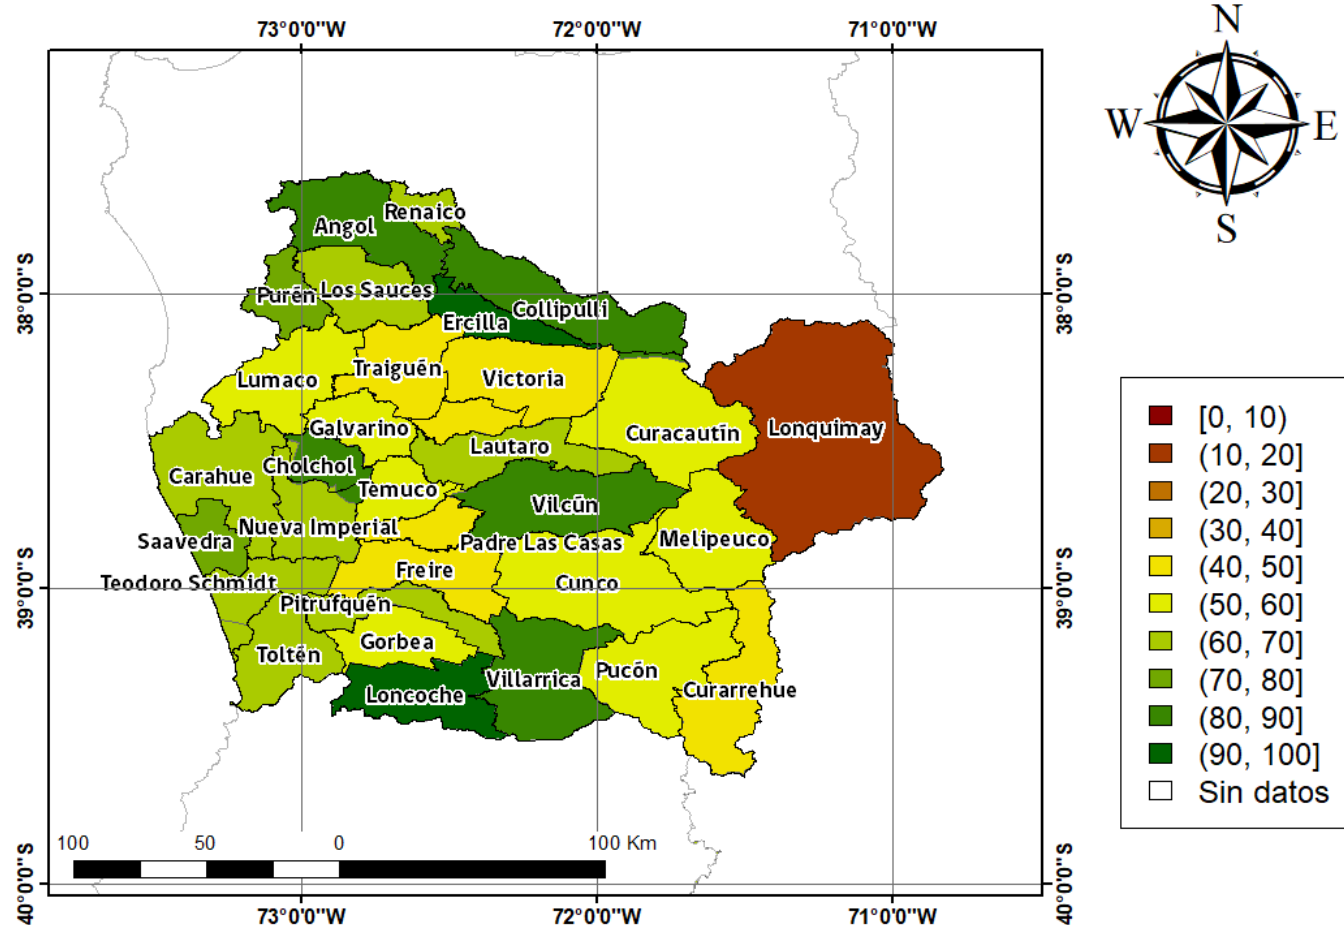 73°0'0"W 72°0'0"W 71°0'0"W
N
W E
S
38°0'0"S 38°0'0"S
39°0'0"S 39°0'0"S
40°0'0"S 40°0'0"S
Renaico
Angol
Los Sauces
Purén
Collipulli
Ercilla
Traiguén
Lumaco
Victoria
Galvarino
Lonquimay
Curacautín
Lautaro
Cholchol
Carahue
Temuco
Vilcún
Nueva Imperial
Saavedra
Padre Las Casas
Melipeuco
Freire
Teodoro Schmidt
Cunco
Pitrufquén
Gorbea
Toltén
Pucón
Villarrica
Curarrehue
Loncoche
[0, 10)
(10, 20]
(20, 30]
(30, 40]
(40, 50]
(50, 60]
(60, 70]
(70, 80]
(80, 90]
(90, 100]
Sin datos
100 50 0 100 Km
73°0'0"W 72°0'0"W 71°0'0"W